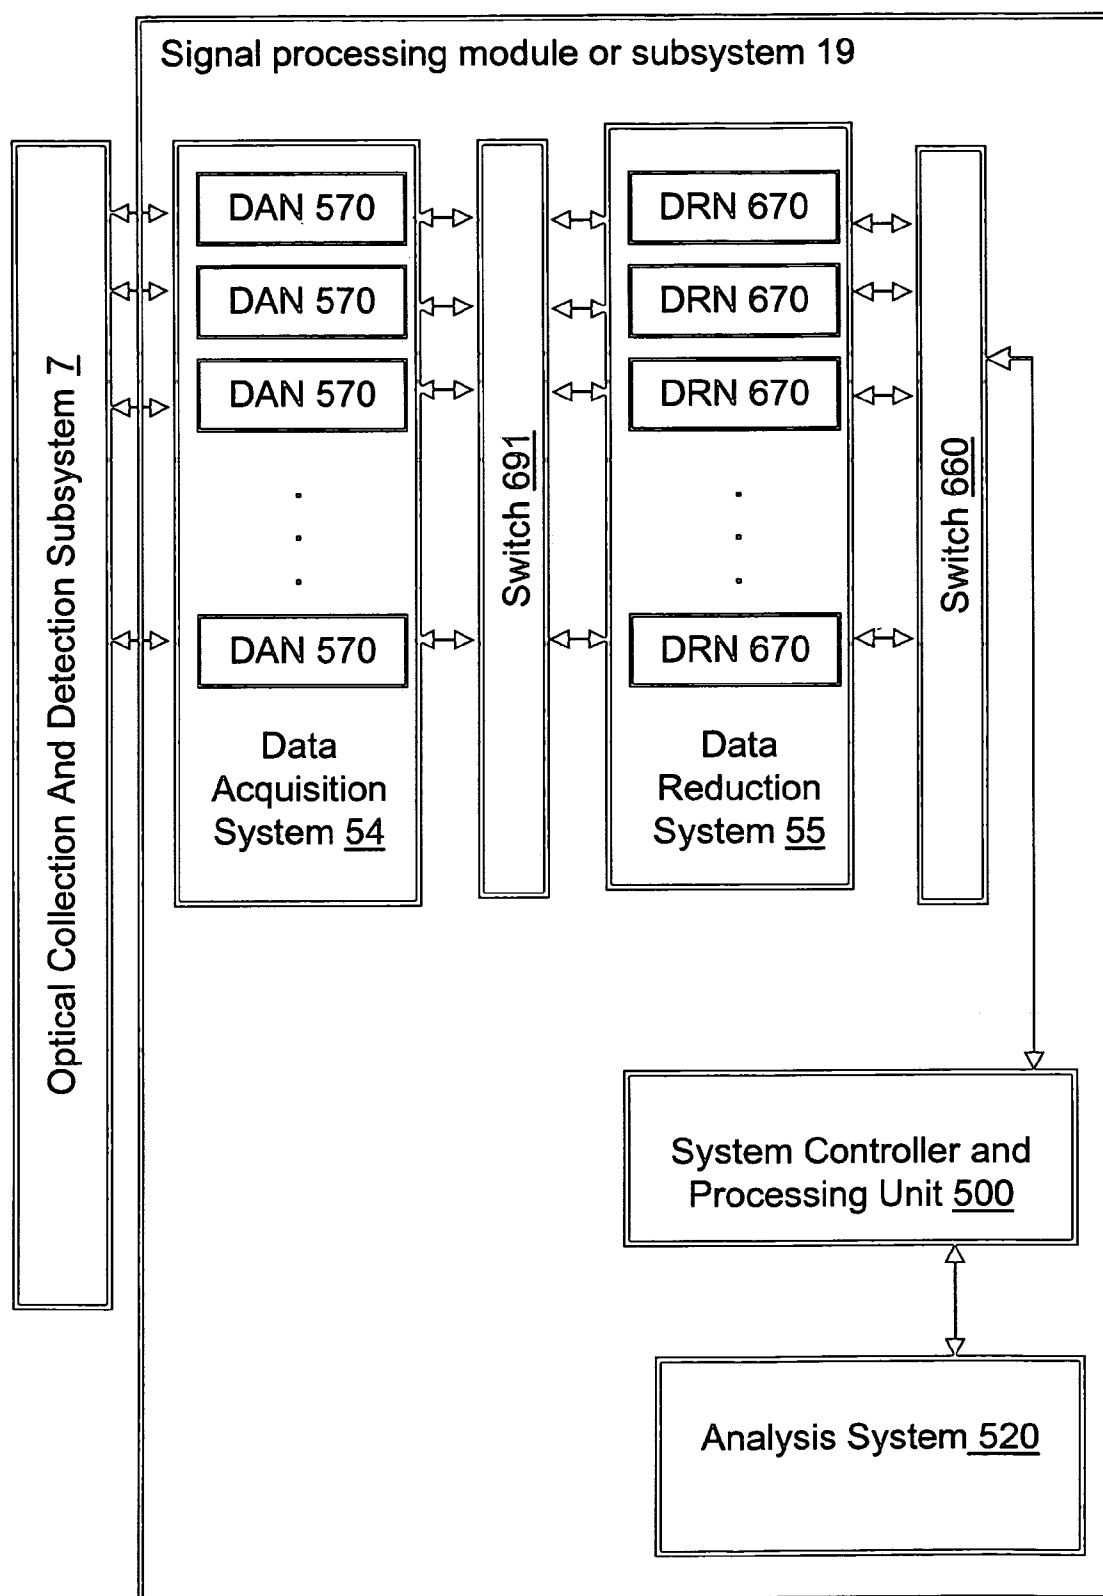 Signal processing module or subsystem 19
Optical Collection And Detection Subsystem 7
DAN 570
DAN 570
DAN 570
DAN 570
Data
Acquisition
System 54
Switch 691
DRN 670
DRN 670
DRN 670
DRN 670
Data
Reduction
System 55
Switch 660
System Controller and
Processing Unit 500
Analysis System 520